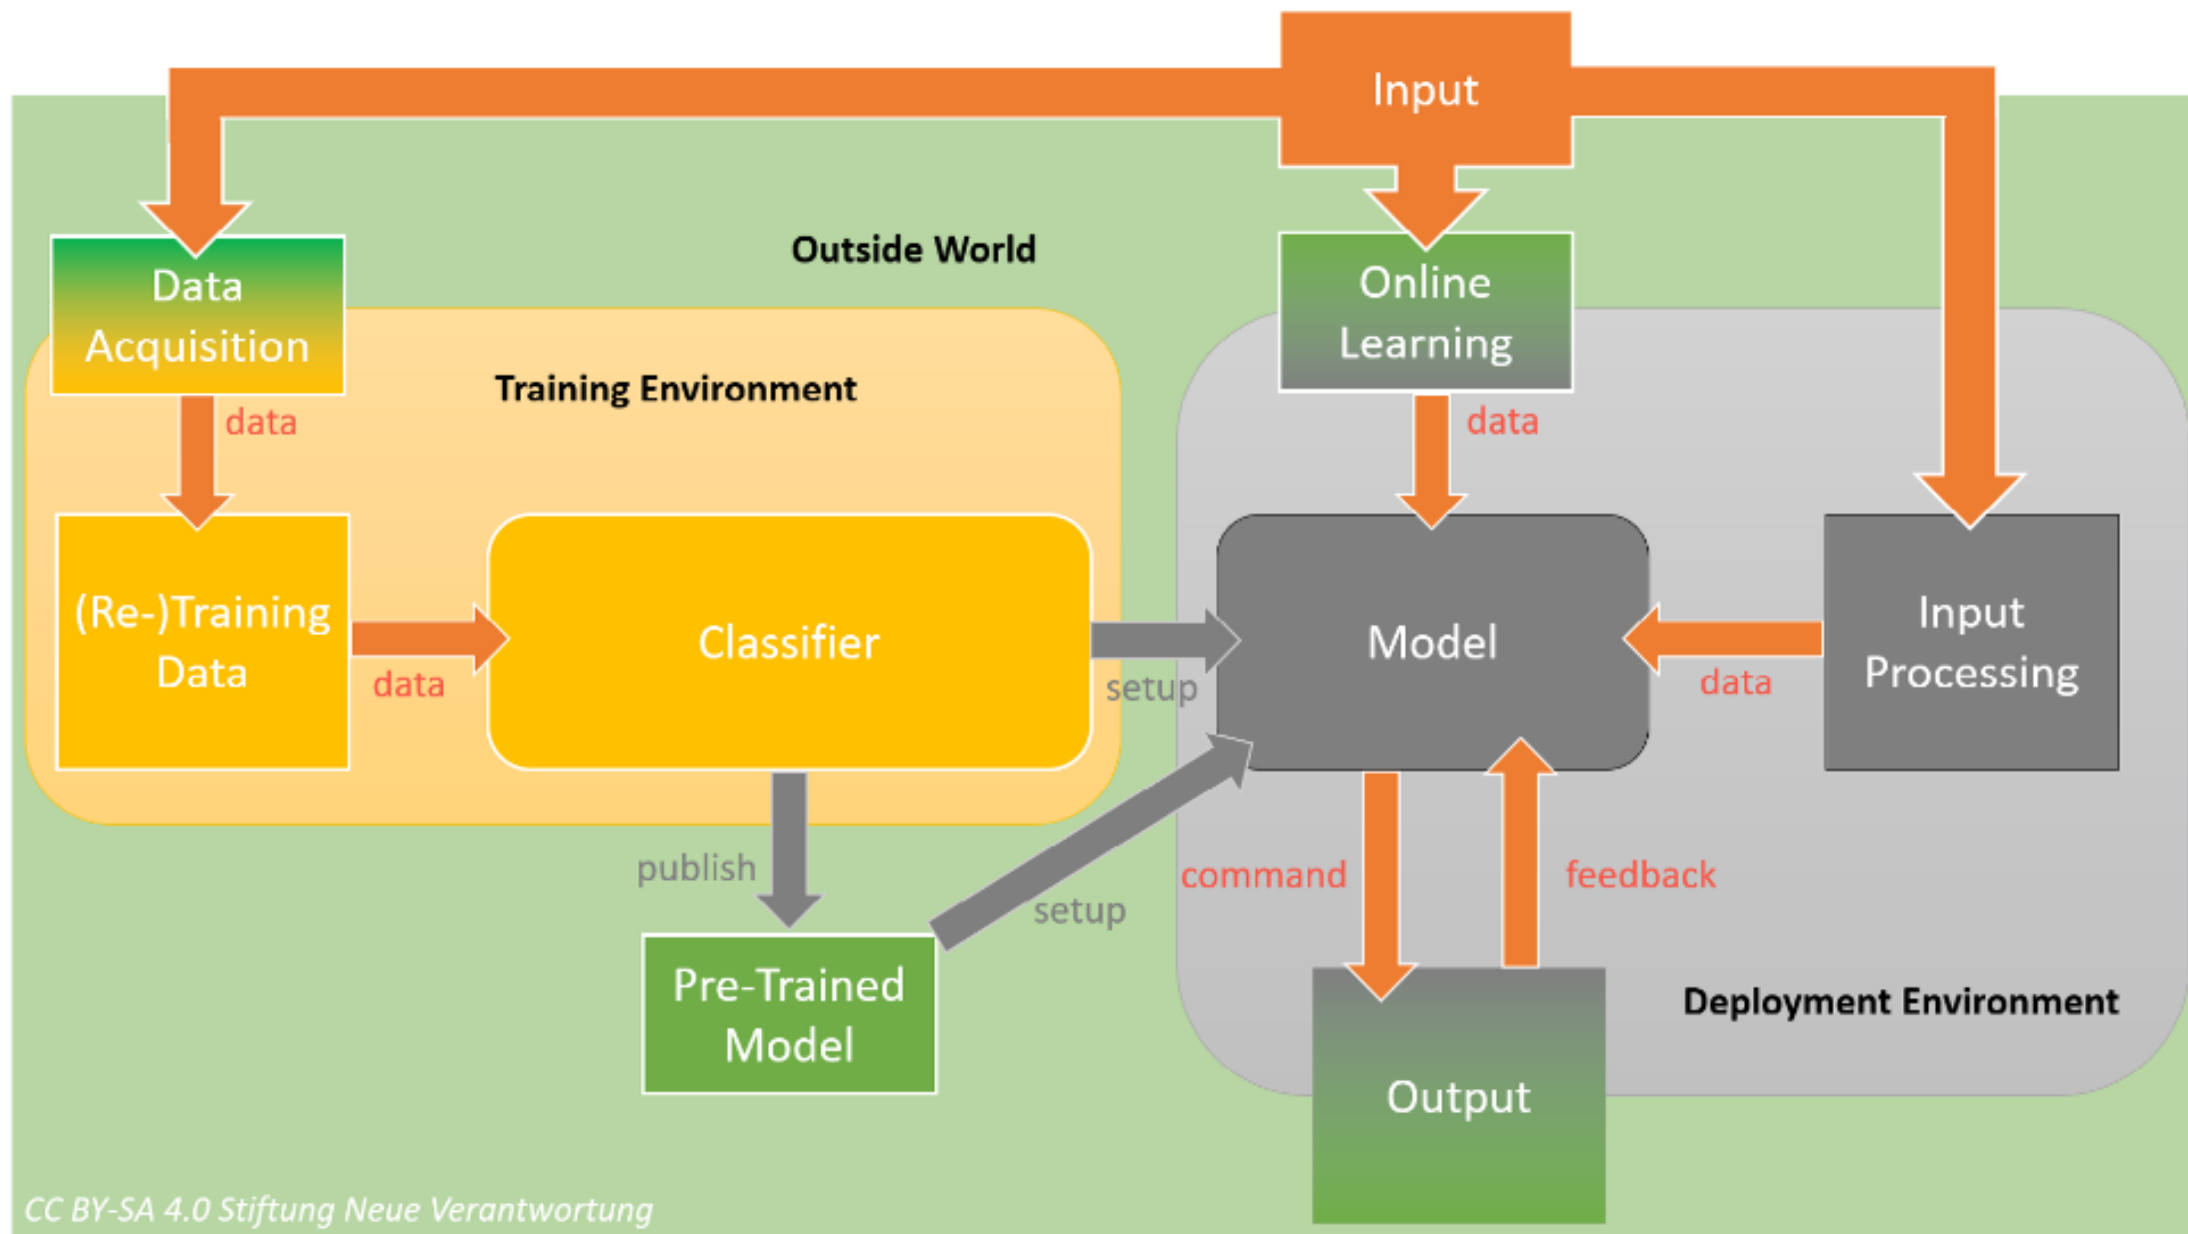 Input
Outside World
Data
Acquisition
Online
Learning
Training Environment
data
data
(Re-)Training
Data
data
Classifier
setup
Model
data
Input
Processing
publish
setup
command
feedback
Pre-Trained
Model
Deployment Environment
Output
CC BY-SA 4.0 Stiftung Neue Verantwortung